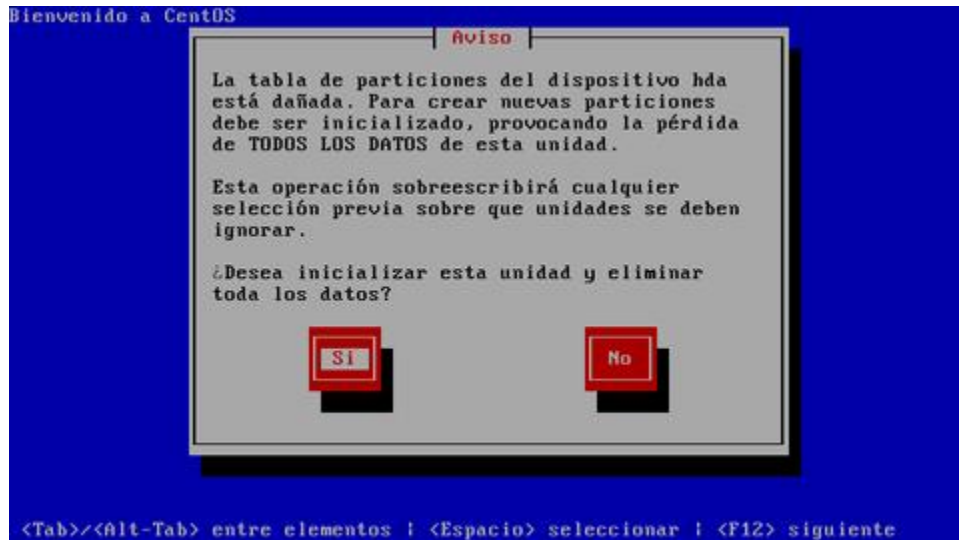 Bienvenido a CentOS
Aviso
La tabla de particiones del dispositivo hda
está dañada. Para crear nuevas particiones
debe ser inicializado, provocando la pérdida
de TODOS LOS DATOS de esta unidad.
Esta operación sobreescribirá cualquier
selección previa sobre que unidades se deben
ignorar.
¿Desea inicializar esta unidad y eliminar
toda los datos?
Si No
<Tab>/<Alt-Tab> entre elementos | <Espacio> seleccionar | <F12> siguiente